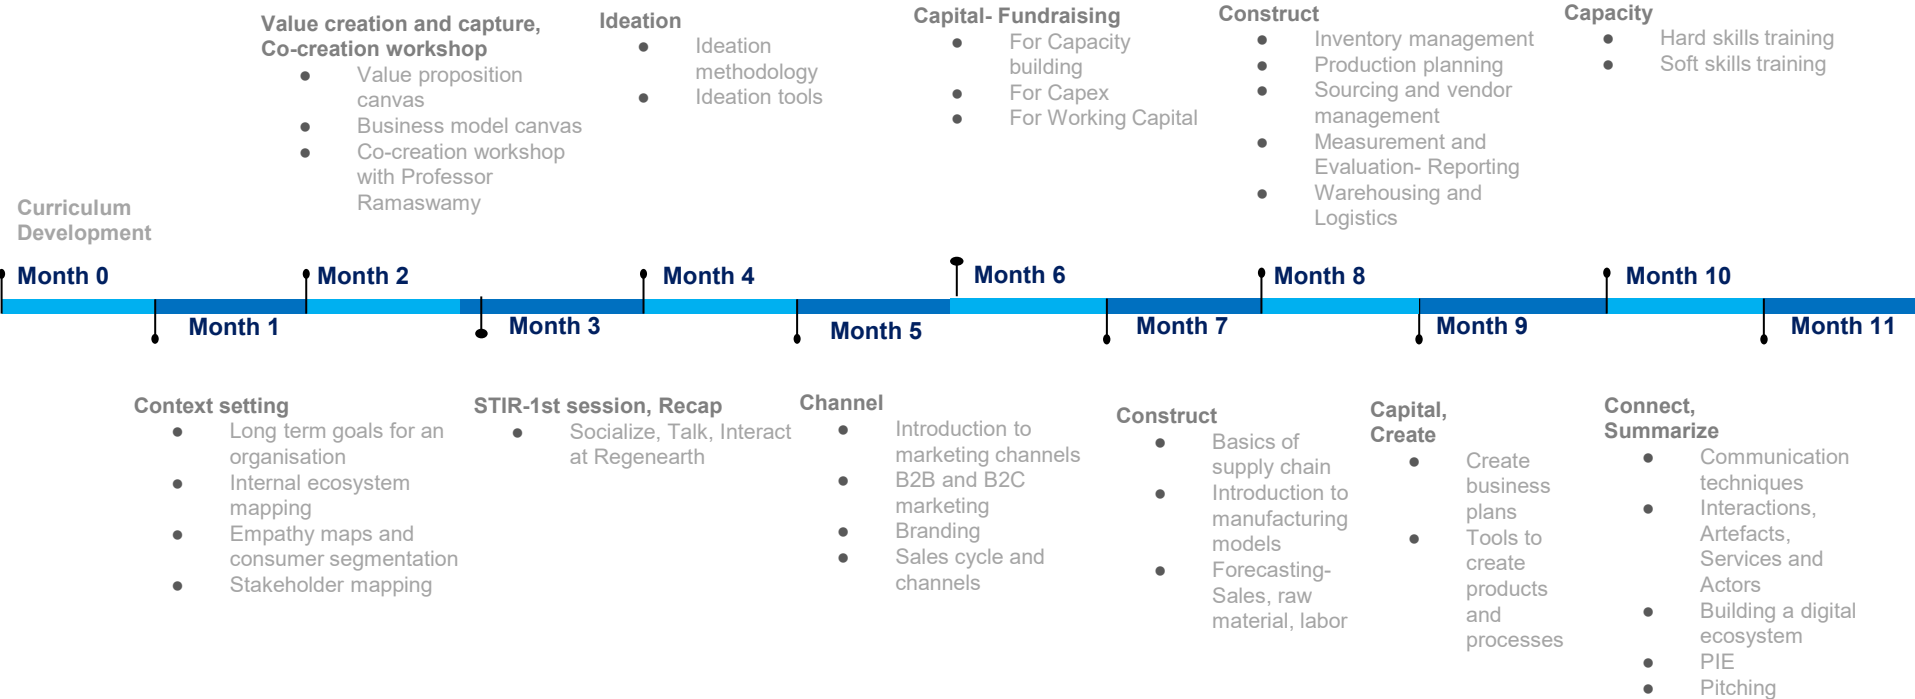 Value creation and capture,
Co-creation workshop
● Value proposition
canvas
● Business model canvas
● Co-creation workshop
with Professor
Ramaswamy
Ideation
● Ideation
methodology
● Ideation tools
Capital- Fundraising
● For Capacity
building
● For Capex
● For Working Capital
Construct
● Inventory management
● Production planning
● Sourcing and vendor
management
● Measurement and
Evaluation- Reporting
● Warehousing and
Logistics
Capacity
● Hard skills training
● Soft skills training
Curriculum
Development
Month 0
Month 1
Month 2
Month 3
Month 4
Month 5
Month 6
Month 7
Month 8
Month 9
Month 10
Month 11
Context setting
● Long term goals for an
organisation
● Internal ecosystem
mapping
● Empathy maps and
consumer segmentation
● Stakeholder mapping
STIR-1st session, Recap
● Socialize, Talk, Interact
at Regenearth
Channel
● Introduction to
marketing channels
● B2B and B2C
marketing
● Branding
● Sales cycle and
channels
Construct
● Basics of
supply chain
● Introduction to
manufacturing
models
● Forecasting-
Sales, raw
material, labor
Capital,
Create
● Create
business
plans
● Tools to
create
products
and
processes
Connect,
Summarize
● Communication
techniques
● Interactions,
Artefacts,
Services and
Actors
● Building a digital
ecosystem
● PIE
● Pitching